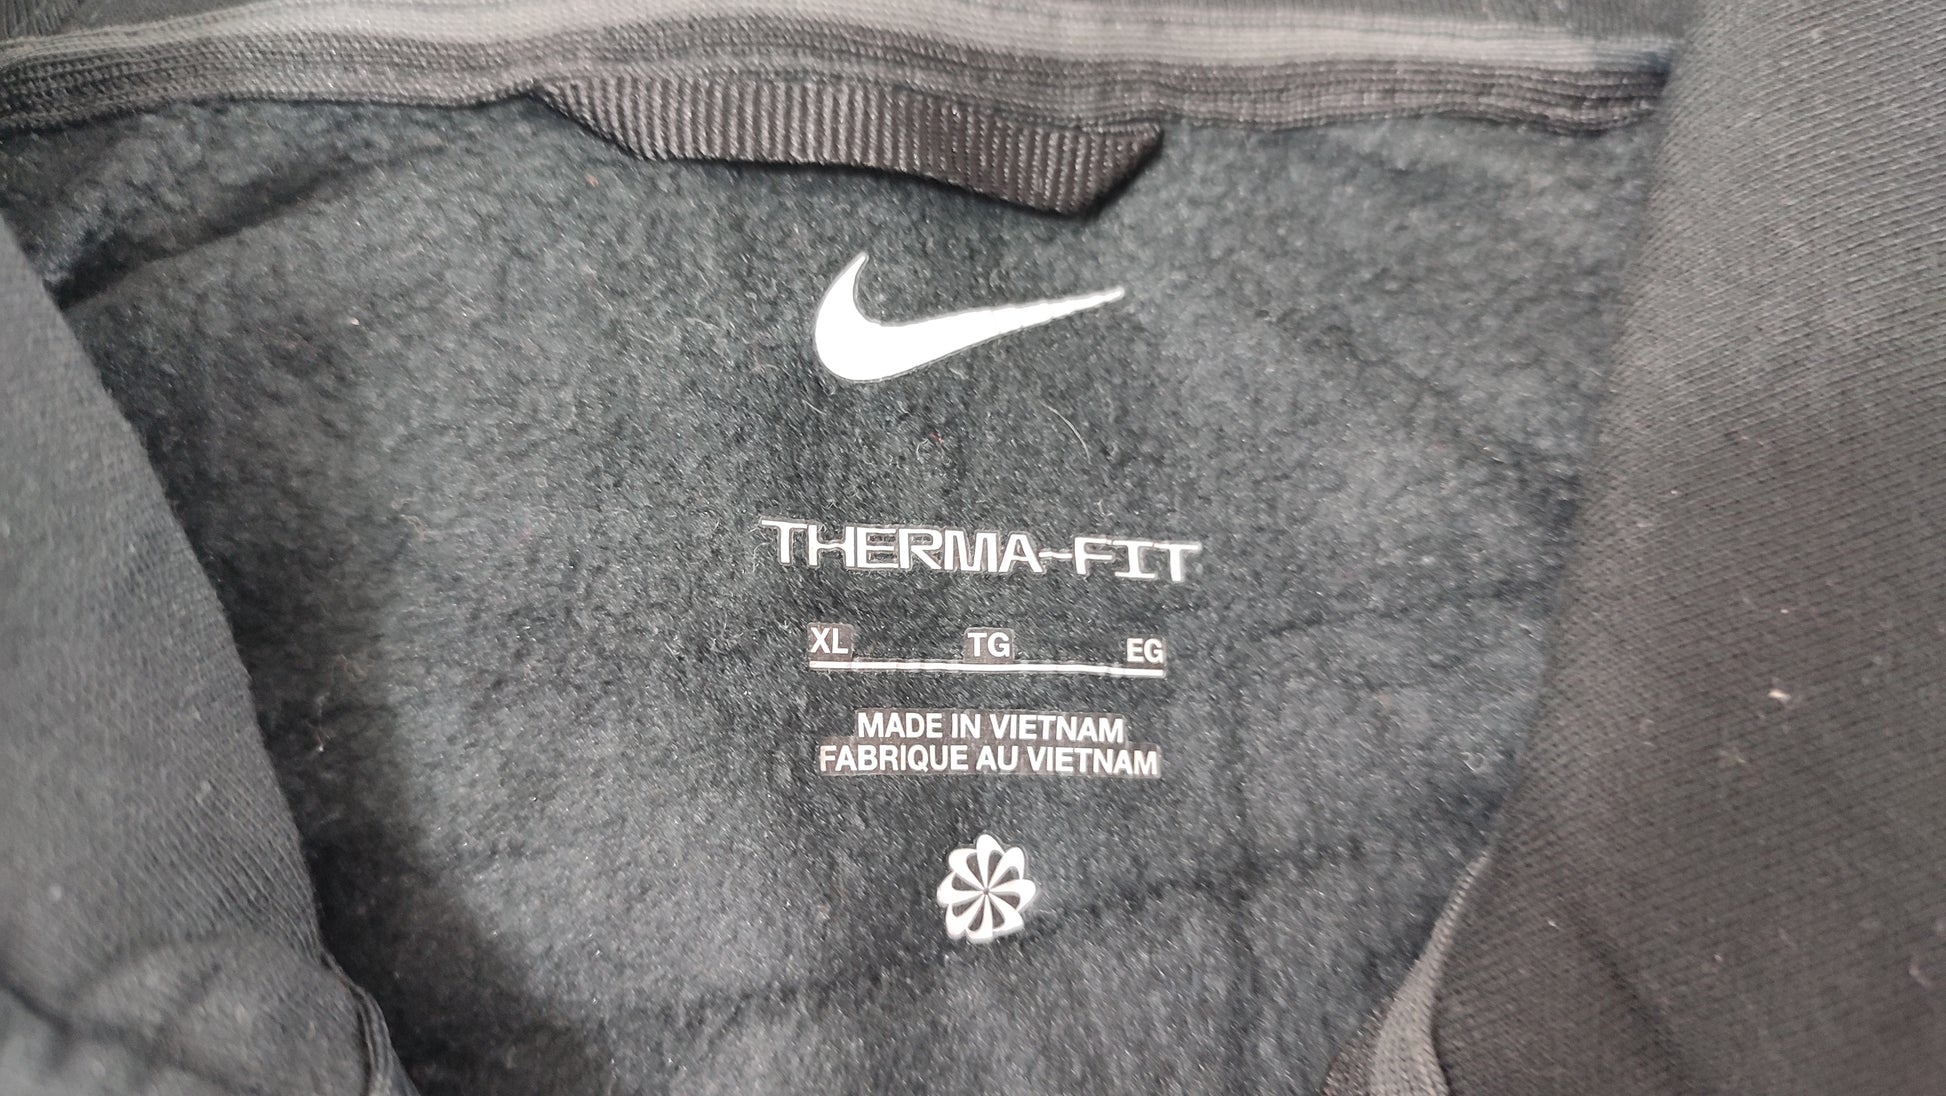 THERMA-FIT
XL TG EG
MADE IN VIETNAM
FABRIQUE AU VIETNAM